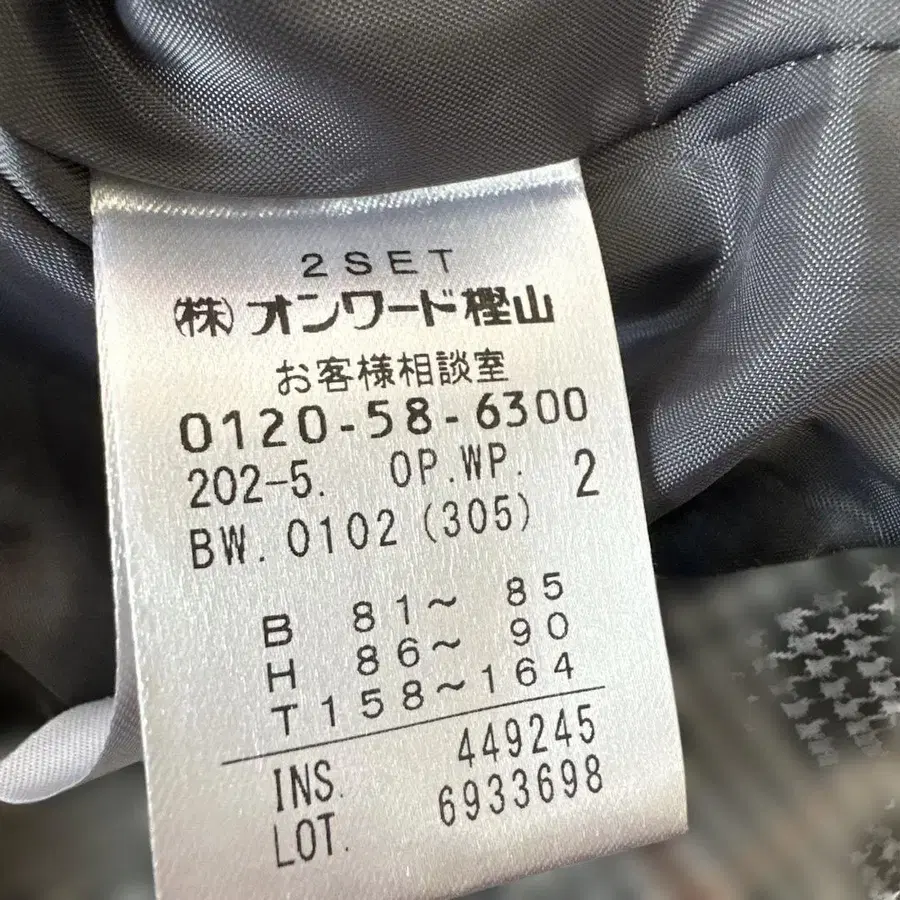 2SET
㈱オンワード樫山
お客様相談室
0120-58-6300
202-5. OP.WP. 2
BW.0102(305)
B 81～ 85
H 86～ 90
T158～164
INS. 449245
LOT. 6933698